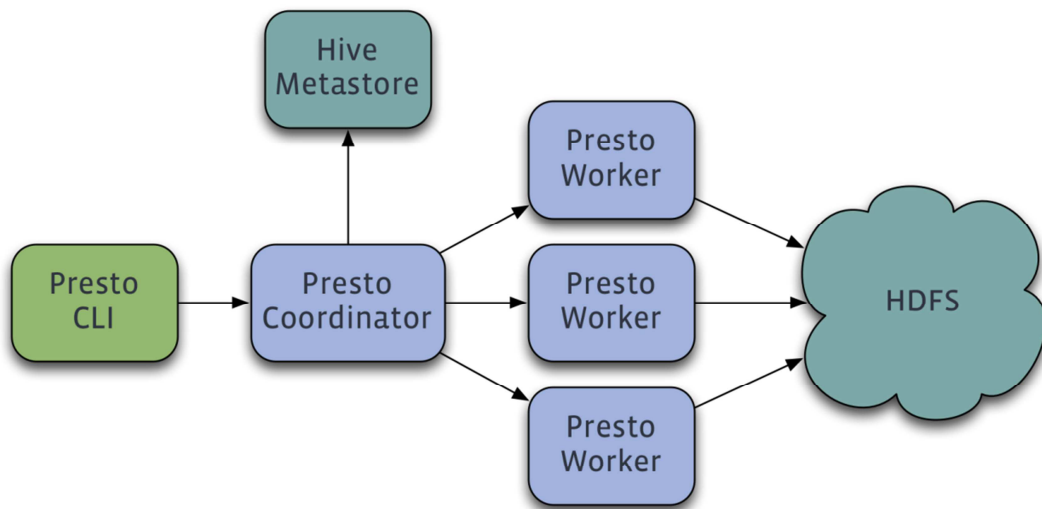 Hive
Metastore
Presto
Worker
Presto
CLI
Presto
Coordinator
Presto
Worker
HDFS
Presto
Worker